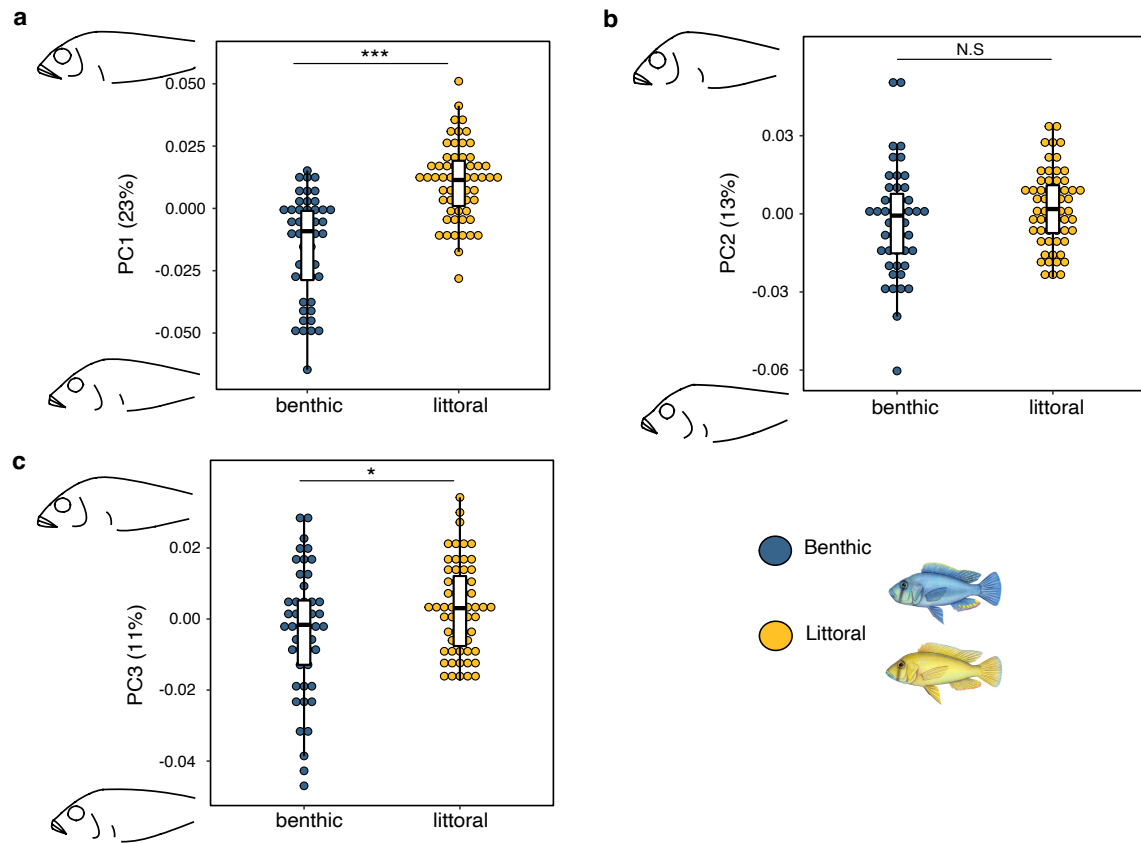 a
***
0.050
0.025
0.000
-0.025
-0.050
PC1 (23%)
benthic littoral
b
N.S
0.03
0.00
-0.03
-0.06
PC2 (13%)
benthic littoral
c
*
0.02
0.00
-0.02
-0.04
PC3 (11%)
benthic littoral
Benthic
Littoral